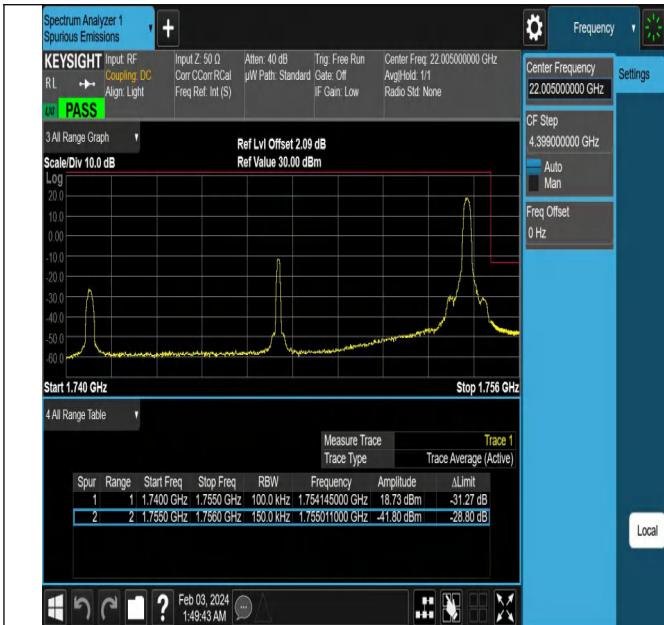 Spectrum Analyzer 1
Spurious Emissions
Frequency
KEYSIGHT
RL
Input: RF
Coupling: DC
Align: Light
Input Z: 50 Ω
Corr CCorr RCal
Freq Ref: Int (S)
Atten: 40 dB
µW Path: Standard
Trig: Free Run
Gate: Off
IF Gain: Low
Center Freq: 22.005000000 GHz
Avg|Hold: 1/1
Radio Std: None
PASS
Center Frequency
22.005000000 GHz
Settings
CF Step
4.399000000 GHz
Auto
Man
Freq Offset
0 Hz
3 All Range Graph
Scale/Div 10.0 dB
Ref Lvl Offset 2.09 dB
Ref Value 30.00 dBm
Log
20.0
10.0
0.00
-10.0
-20.0
-30.0
-40.0
-50.0
-60.0
Start 1.740 GHz
Stop 1.756 GHz
4 All Range Table
Measure Trace Trace 1
Trace Type Trace Average (Active)
Spur Range Start Freq Stop Freq RBW Frequency Amplitude ΔLimit
1 1 1.7400 GHz 1.7550 GHz 100.0 kHz 1.754145000 GHz 18.73 dBm -31.27 dB
2 2 1.7550 GHz 1.7560 GHz 150.0 kHz 1.755011000 GHz -41.80 dBm -28.80 dB
Local
Feb 03, 2024
1:49:43 AM